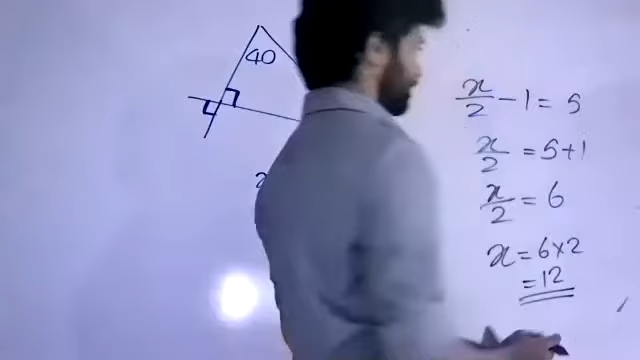 40
x/2 - 1 = 5
x/2 = 5+1
x/2 = 6
x = 6×2
= 12